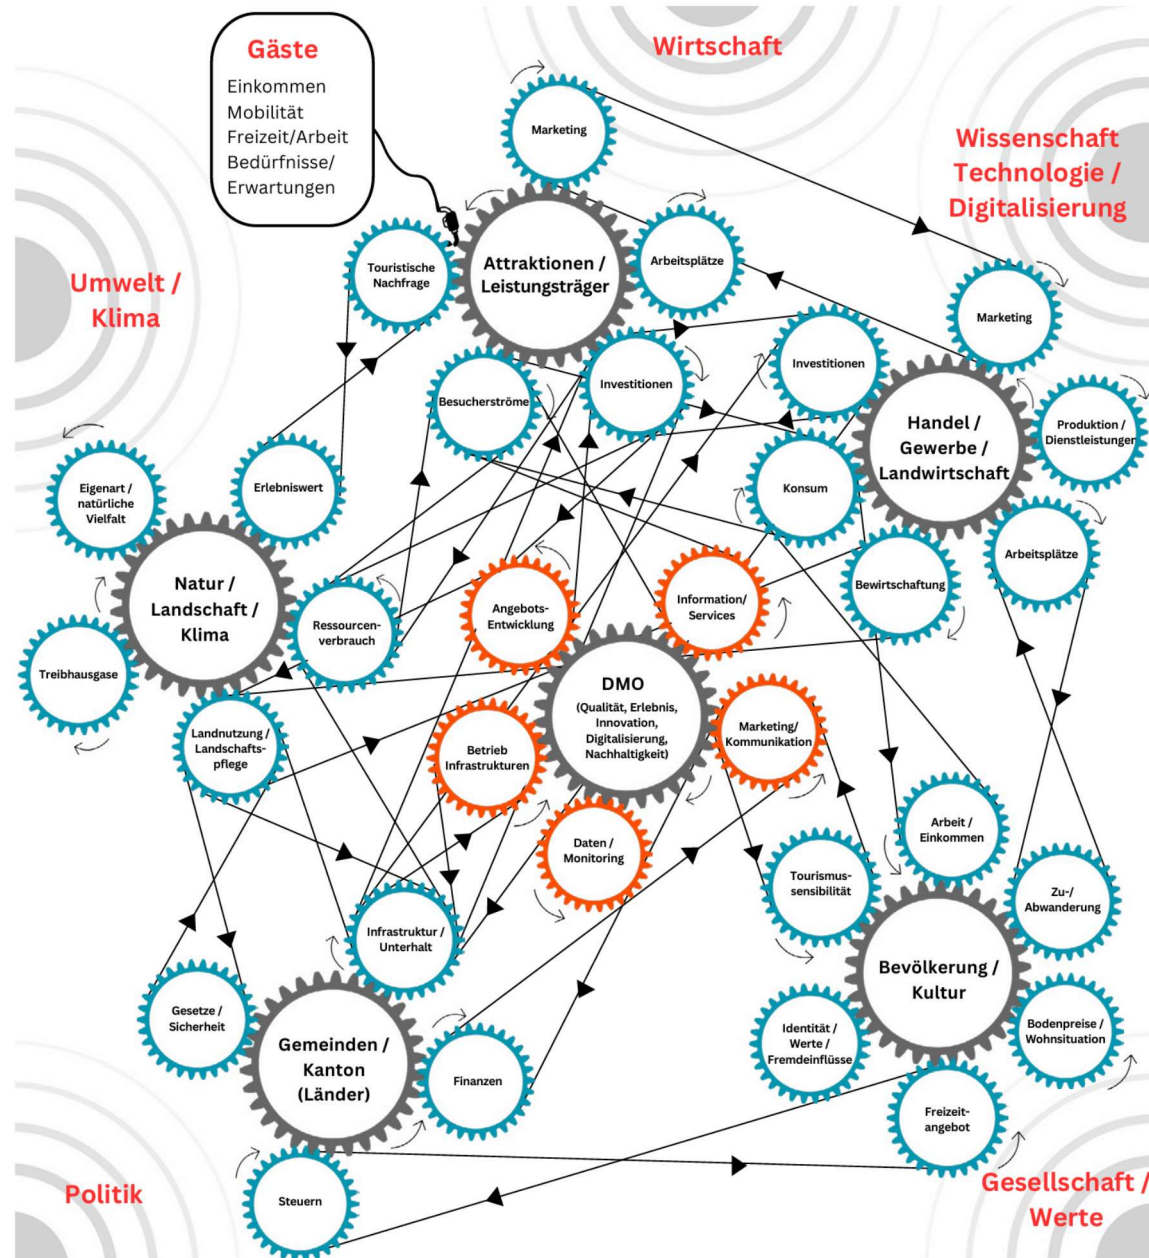 Gäste
Einkommen
Mobilität
Freizeit/Arbeit
Bedürfnisse/
Erwartungen
Wirtschaft
Wissenschaft
Technologie /
Digitalisierung
Umwelt /
Klima
Marketing
Touristische
Nachfrage
Attraktionen /
Leistungsträger
Arbeitsplätze
Besucherströme
Investitionen
Marketing
Investitionen
Handel /
Gewerbe /
Landwirtschaft
Produktion /
Dienstleistungen
Konsum
Bewirtschaftung
Arbeitsplätze
Eigenart /
natürliche
Vielfalt
Erlebniswert
Natur /
Landschaft /
Klima
Ressourcen-
verbrauch
Treibhausgase
Landnutzung /
Landschafts-
pflege
Angebots-
Entwicklung
Information/
Services
DMO
(Qualität, Erlebnis,
Innovation,
Digitalisierung,
Nachhaltigkeit)
Betrieb
Infrastrukturen
Marketing/
Kommunikation
Daten /
Monitoring
Arbeit /
Einkommen
Tourismus-
sensibilität
Zu-/
Abwanderung
Bevölkerung /
Kultur
Identität /
Werte /
Fremdeinflüsse
Bodenpreise /
Wohnsituation
Freizeit-
angebot
Infrastruktur /
Unterhalt
Gesetze /
Sicherheit
Gemeinden /
Kanton
(Länder)
Finanzen
Steuern
Politik
Gesellschaft /
Werte